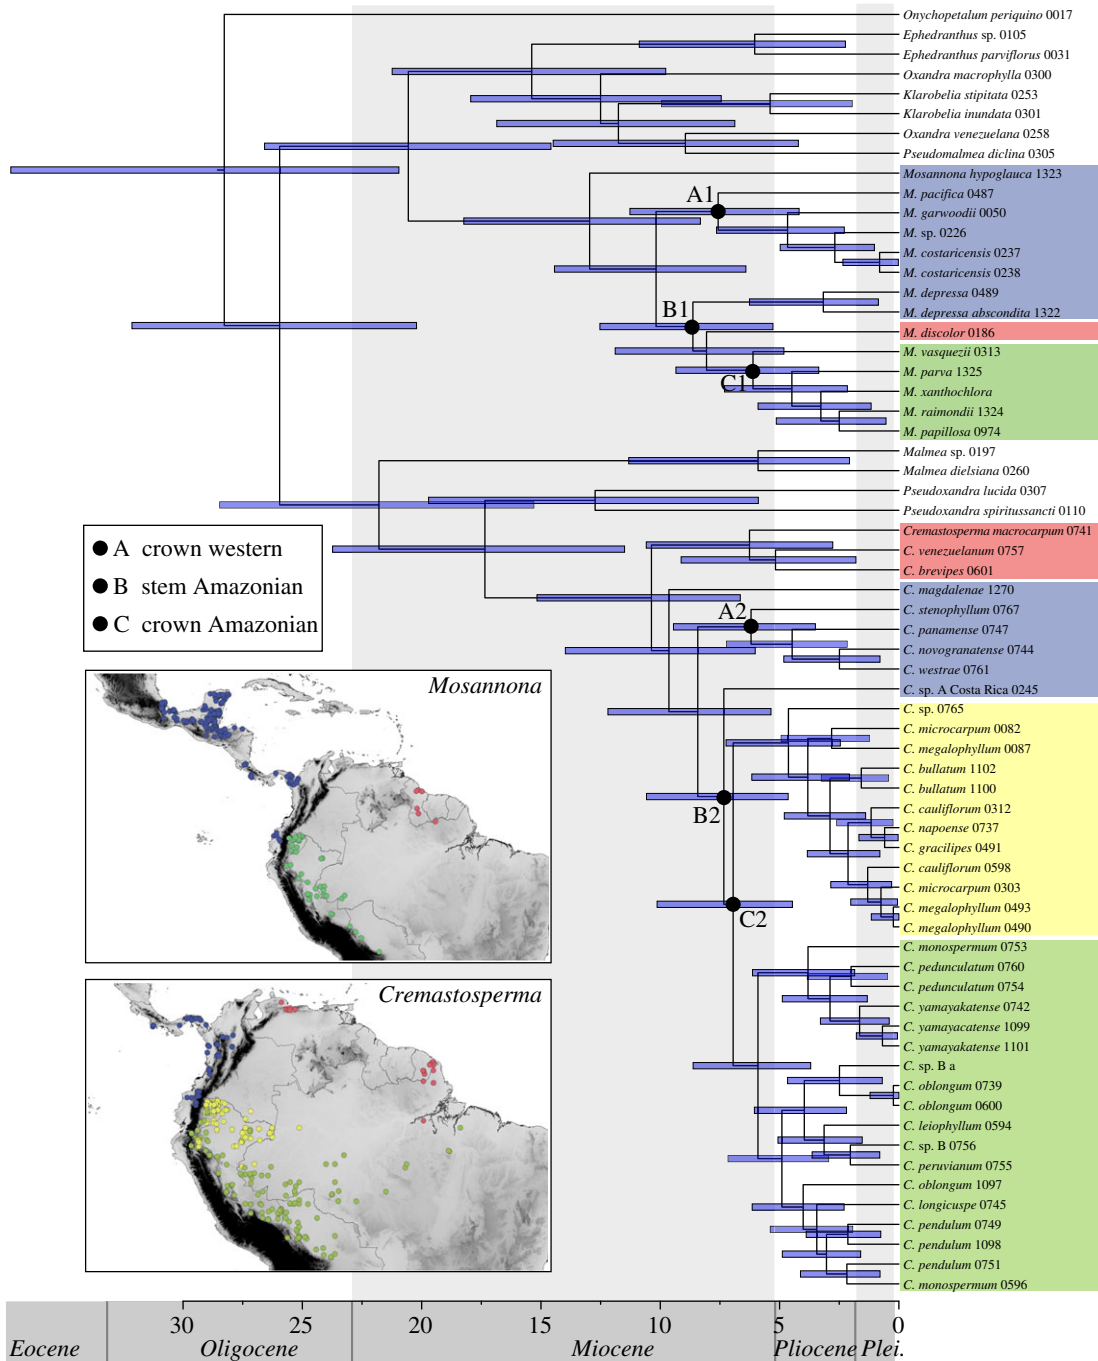 Onychopetalum periquino 0017
Ephedranthus sp. 0105
Ephedranthus parviflorus 0031
Oxandra macrophylla 0300
Klarobelia stipitata 0253
Klarobelia inundata 0301
Oxandra venezuelana 0258
Pseudomalmea diclina 0305
Mosannona hypoglauca 1323
M. pacifica 0487
A1
M. garwoodii 0050
M. sp. 0226
M. costaricensis 0237
M. costaricensis 0238
M. depressa 0489
B1
M. depressa abscondita 1322
M. discolor 0186
M. vasquezii 0313
M. parva 1325
C1
M. xanthochlora
M. raimondii 1324
M. papillosa 0974
Malmea sp. 0197
Malmea dielsiana 0260
Pseudoxandra lucida 0307
Pseudoxandra spiritussancti 0110
Cremastosperma macrocarpum 0741
C. venezuelanum 0757
C. brevipes 0601
A crown western
B stem Amazonian
C crown Amazonian
C. magdalenae 1270
C. stenophyllum 0767
A2
C. panamense 0747
C. novogranatense 0744
C. westrae 0761
C. sp. A Costa Rica 0245
C. sp. 0765
C. microcarpum 0082
C. megalophyllum 0087
C. bullatum 1102
C. bullatum 1100
B2
C. cauliflorum 0312
C. napoense 0737
C. gracilipes 0491
C. cauliflorum 0598
C. microcarpum 0303
C. megalophyllum 0493
C2
C. megalophyllum 0490
C. monospermum 0753
C. pedunculatum 0760
C. pedunculatum 0754
C. yamayakatense 0742
C. yamayacatense 1099
C. yamayakatense 1101
C. sp. B a
C. oblongum 0739
C. oblongum 0600
C. leiophyllum 0594
C. sp. B 0756
C. peruvianum 0755
C. oblongum 1097
C. longicuspe 0745
C. pendulum 0749
C. pendulum 1098
C. pendulum 0751
C. monospermum 0596
Mosannona
Cremastosperma
30 25 20 15 10 5 0
Eocene Oligocene Miocene Pliocene Plei.